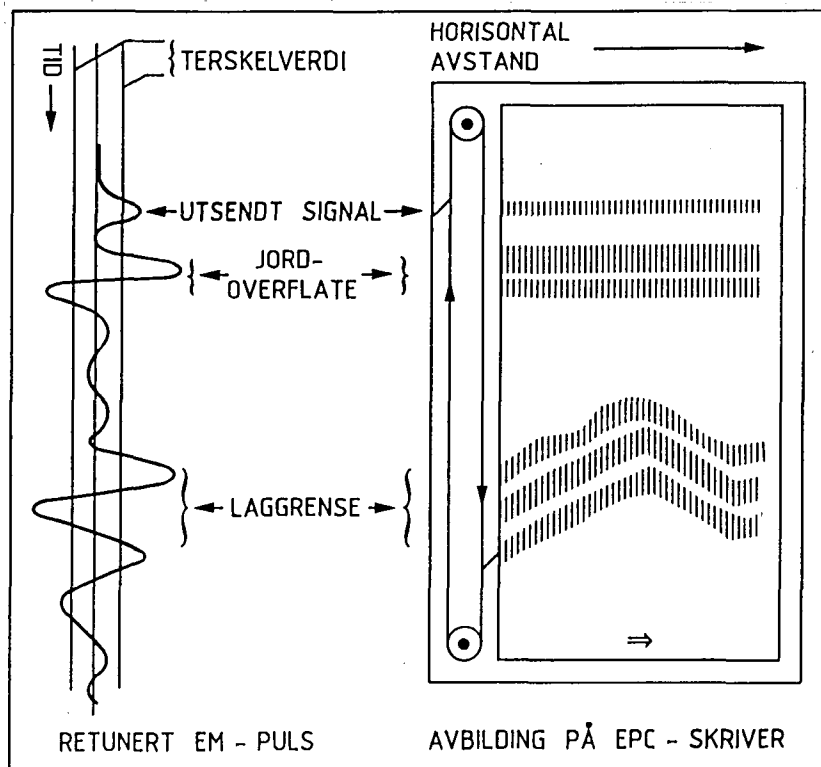 HORISONTAL
AVSTAND
TID
TERSKELVERDI
UTSENDT SIGNAL
JORD-
OVERFLATE
LAGGRENSE
RETUNERT EM - PULS
AVBILDING PÅ EPC - SKRIVER